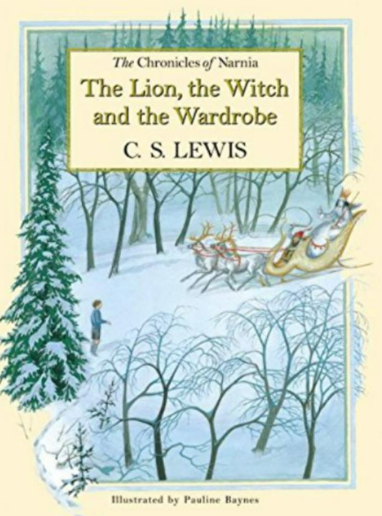 The Chronicles of Narnia
The Lion, the Witch
and the Wardrobe
C. S. LEWIS
Illustrated by Pauline Baynes